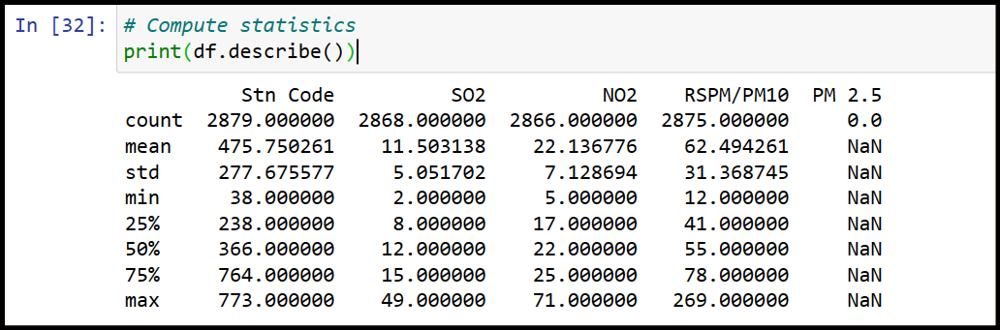 In [32]: # Compute statistics
print(df.describe())
Stn Code SO2 NO2 RSPM/PM10 PM 2.5
count 2879.000000 2868.000000 2866.000000 2875.000000 0.0
mean 475.750261 11.503138 22.136776 62.494261 NaN
std 277.675577 5.051702 7.128694 31.368745 NaN
min 38.000000 2.000000 5.000000 12.000000 NaN
25% 238.000000 8.000000 17.000000 41.000000 NaN
50% 366.000000 12.000000 22.000000 55.000000 NaN
75% 764.000000 15.000000 25.000000 78.000000 NaN
max 773.000000 49.000000 71.000000 269.000000 NaN